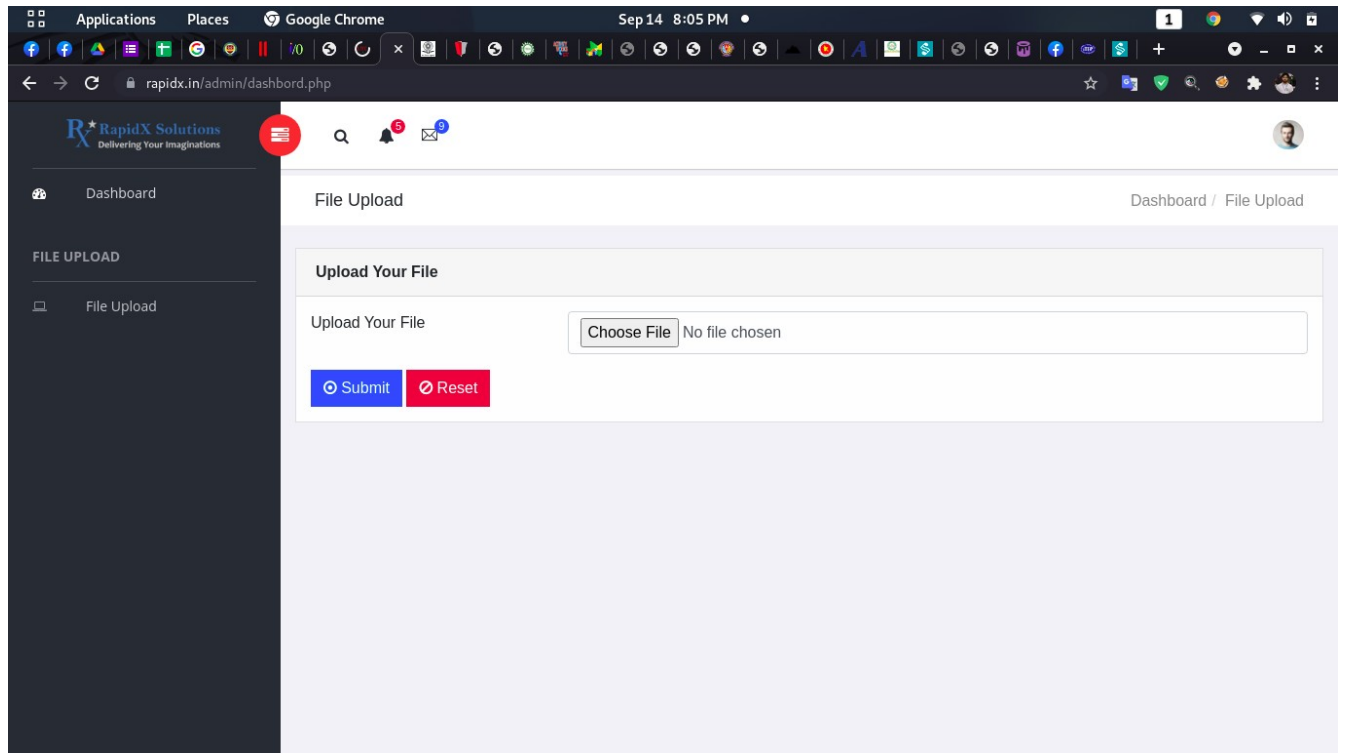 Applications Places Google Chrome Sep 14 8:05 PM 1
rapidx.in/admin/dashbord.php
Rx RapidX Solutions
Delivering Your Imaginations
5 9
Dashboard
File Upload
Dashboard / File Upload
FILE UPLOAD
File Upload
Upload Your File
Upload Your File
Choose File No file chosen
Submit Reset